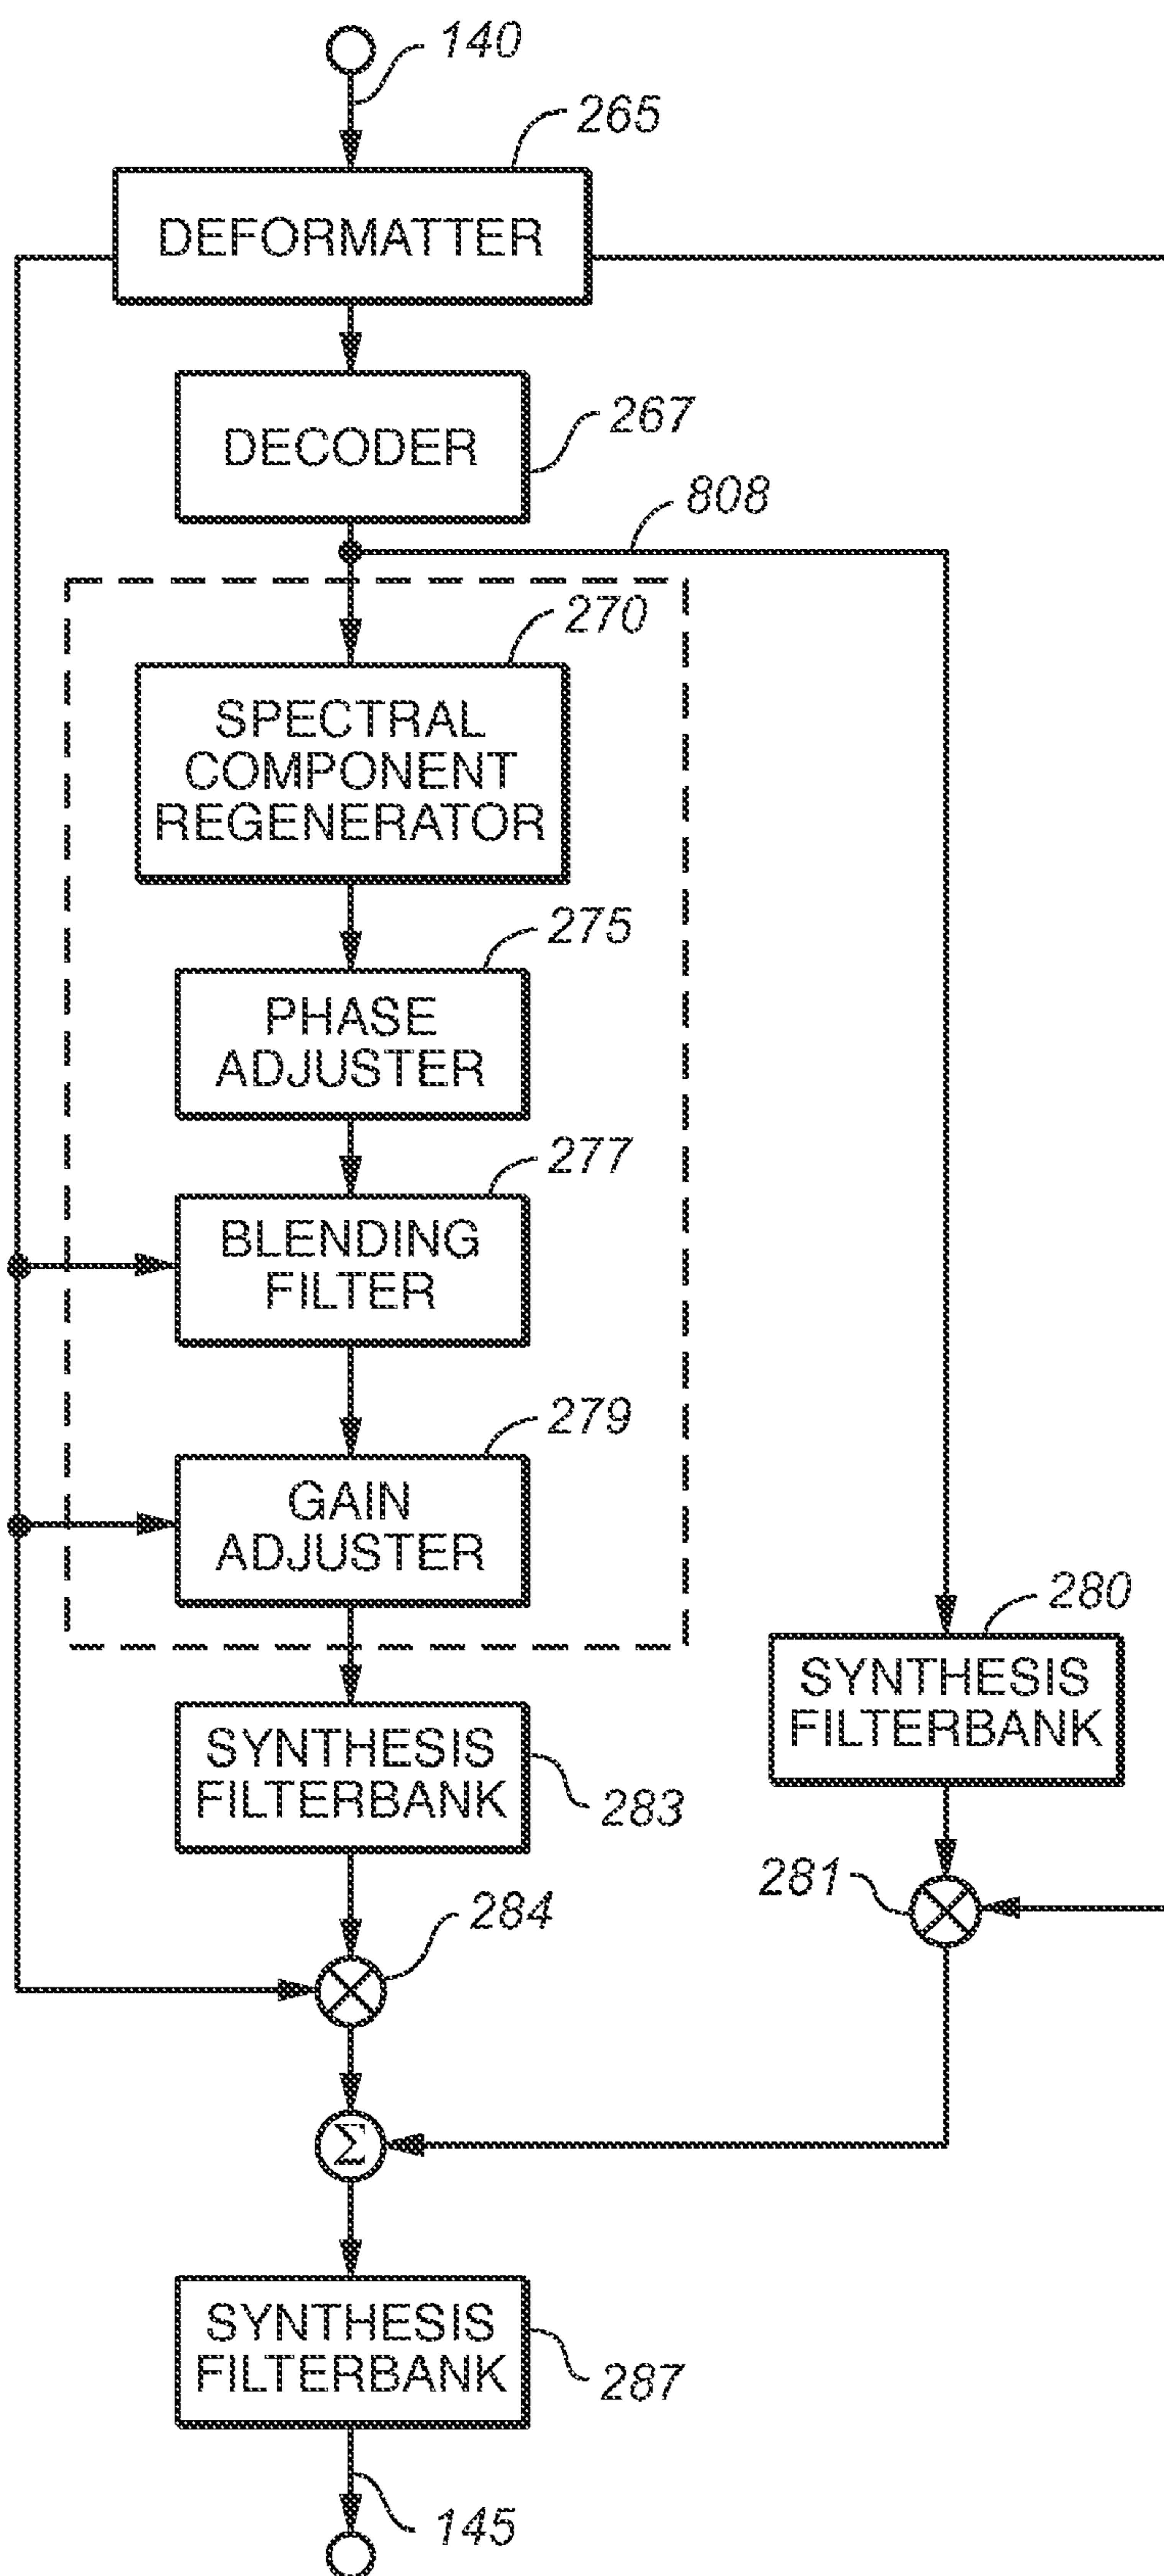 140
265
DEFORMATTER
267
DECODER
808
270
SPECTRAL
COMPONENT
REGENERATOR
275
PHASE
ADJUSTER
277
BLENDING
FILTER
279
GAIN
ADJUSTER
280
SYNTHESIS
FILTERBANK
SYNTHESIS
FILTERBANK
283
281
284
Σ
SYNTHESIS
FILTERBANK
287
145